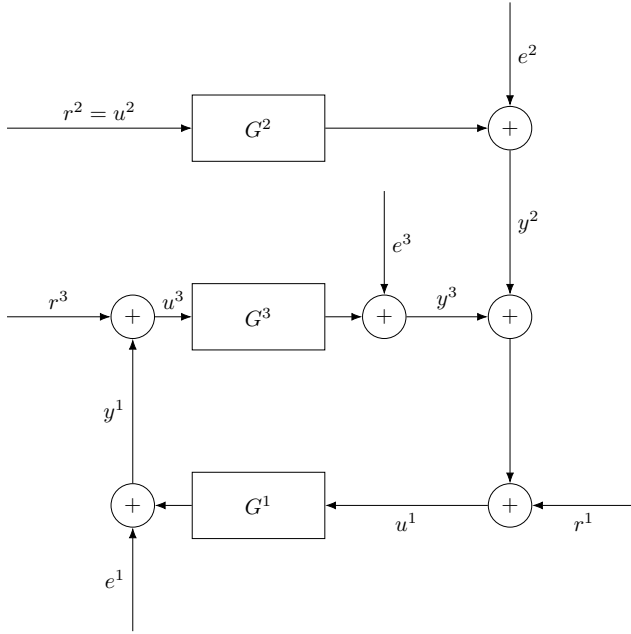 e²
r² = u²
G²
+
y²
e³
r³
+
u³
G³
+
y³
+
y¹
+
G¹
u¹
+
r¹
e¹